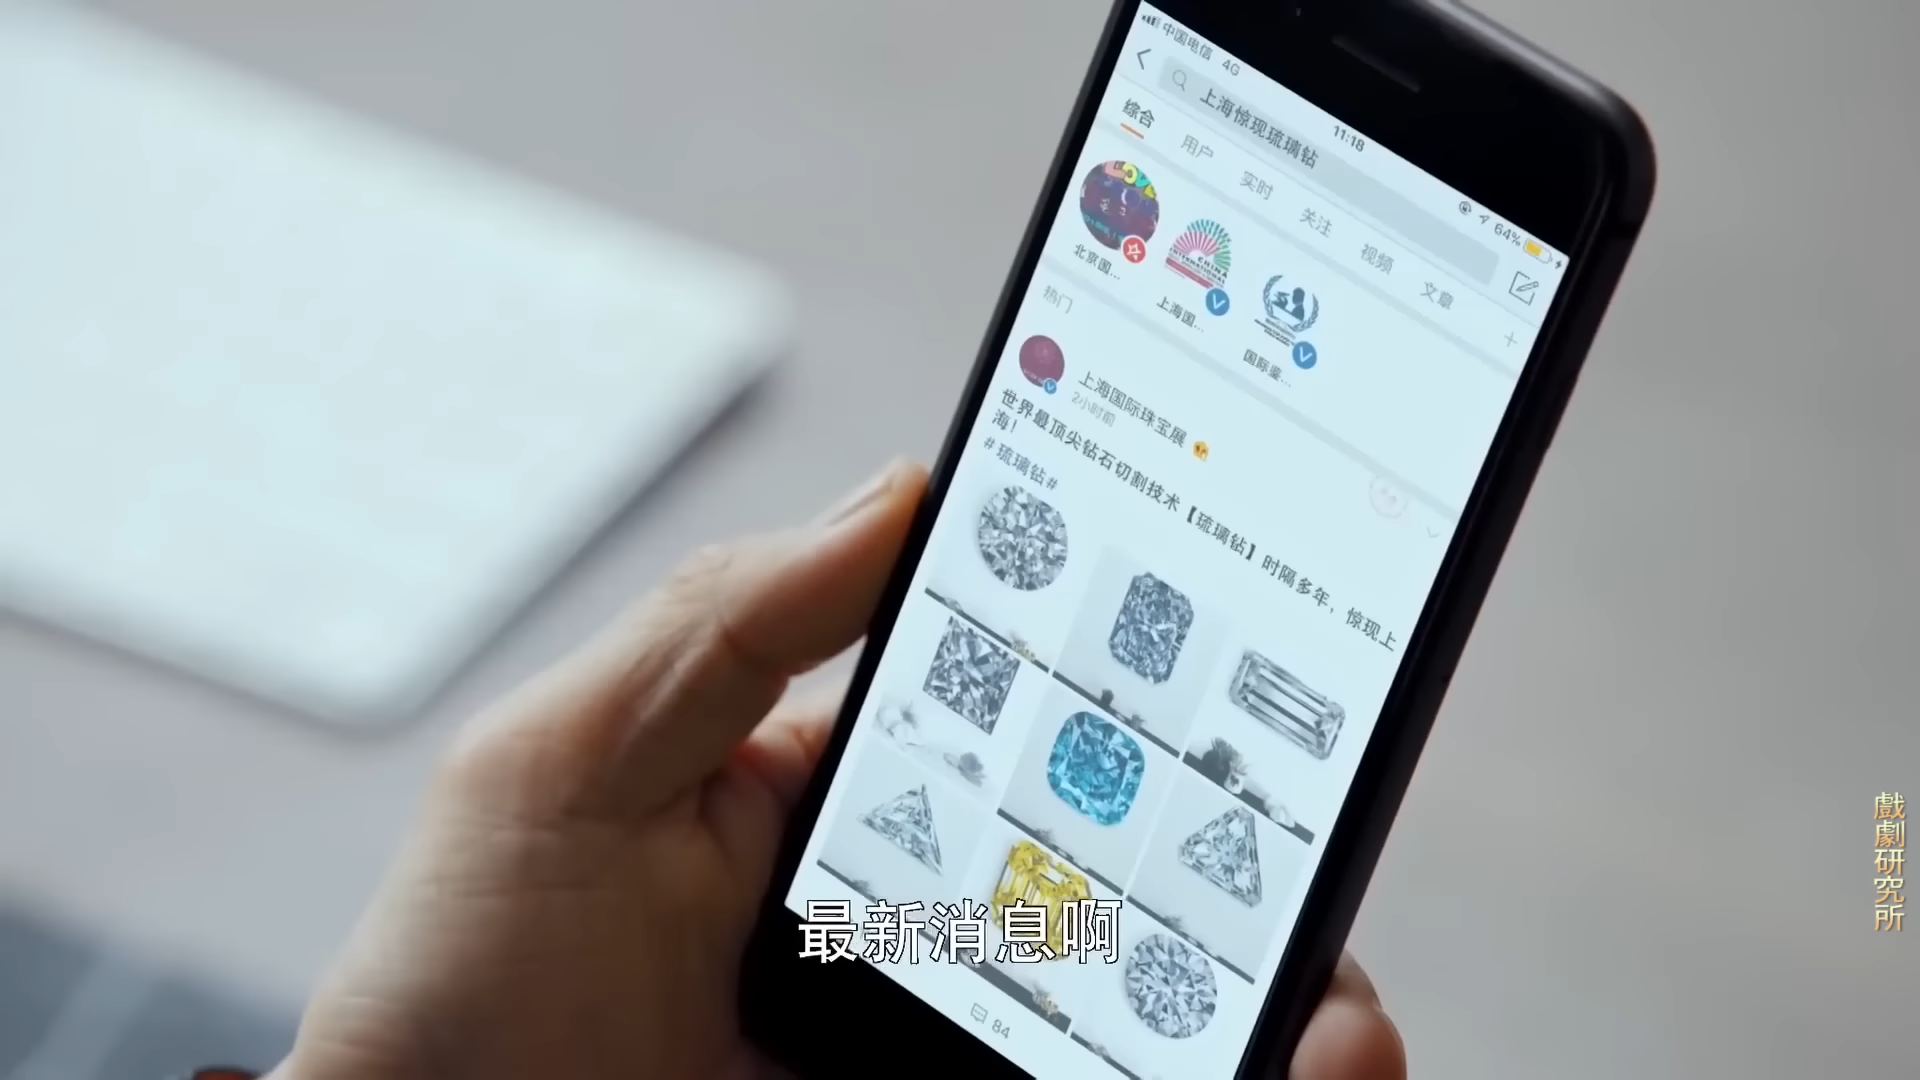 中国电信 4G
11:18
64%
上海惊现琉璃钻
综合
用户
实时
关注
视频
文章
北京国...
上海国...
国际鉴...
CHINA
INTERNATIONAL
热门
上海国际珠宝展
2小时前
世界最顶尖钻石切割技术【琉璃钻】时隔多年，惊现上
海！
#琉璃钻#
84
最新消息啊
戲劇研究所